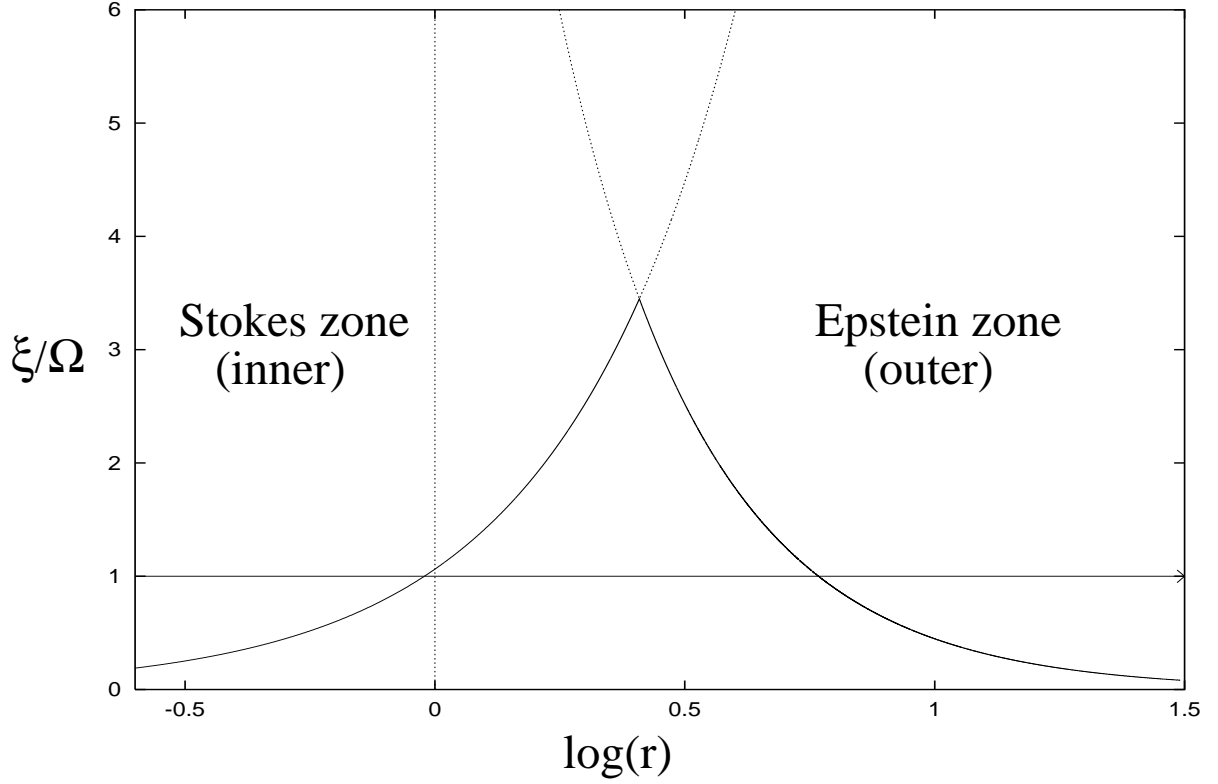 6
5
4
3
2
1
0
ξ/Ω
Stokes zone
(inner)
Epstein zone
(outer)
-0.5
0
0.5
1
1.5
log(r)